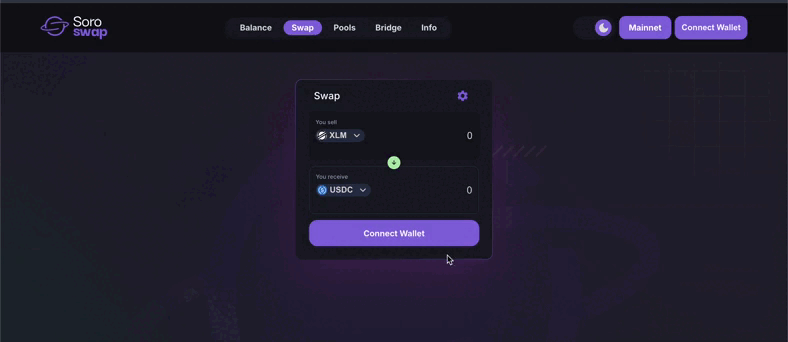 Soro
swap
Balance Swap Pools Bridge Info
Mainnet Connect Wallet
Swap
You sell
XLM 0
You receive
USDC 0
Connect Wallet